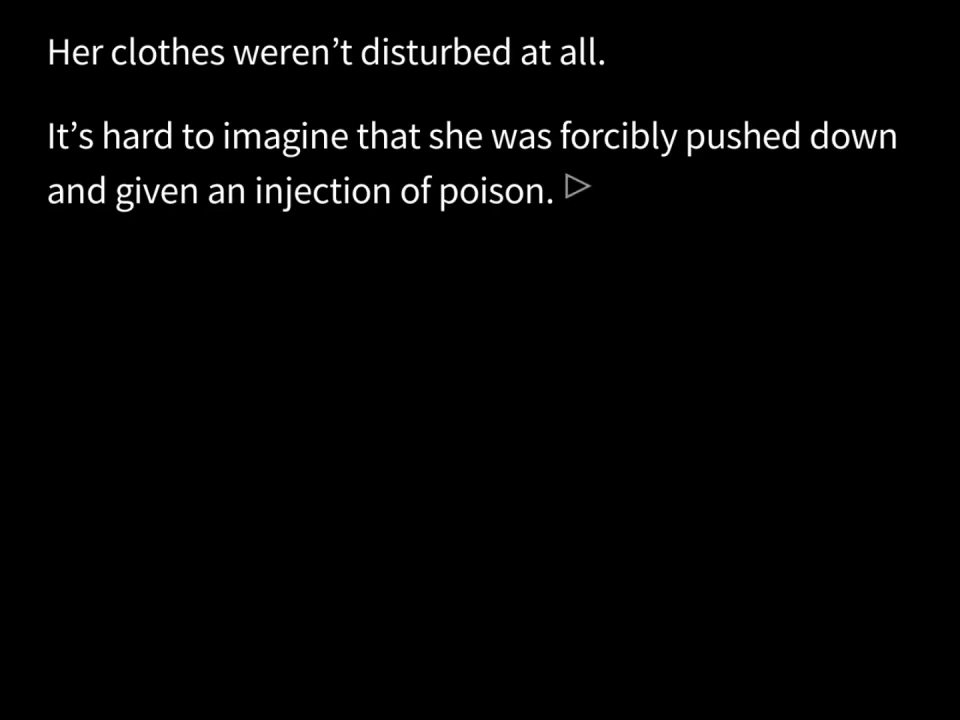 Her clothes weren’t disturbed at all.
It’s hard to imagine that she was forcibly pushed down
and given an injection of poison.